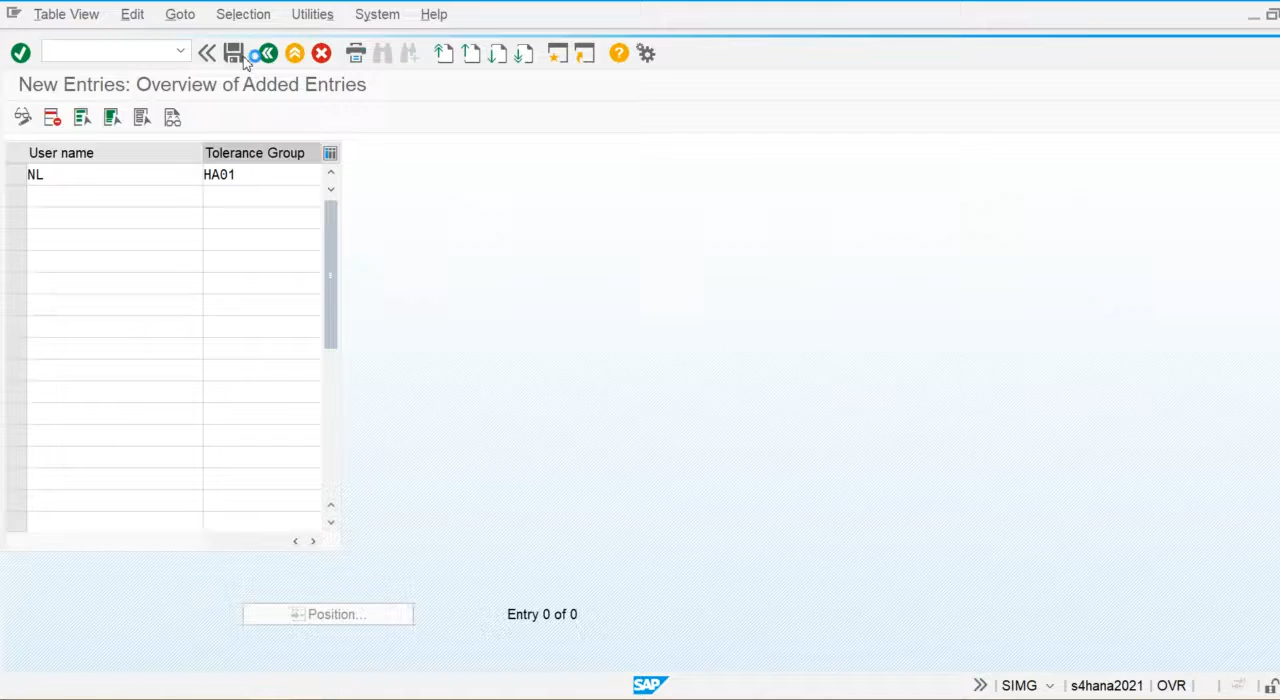 Table View Edit Goto Selection Utilities System Help
New Entries: Overview of Added Entries
User name Tolerance Group
NL HA01
Position... Entry 0 of 0
SAP SIMG s4hana2021 OVR